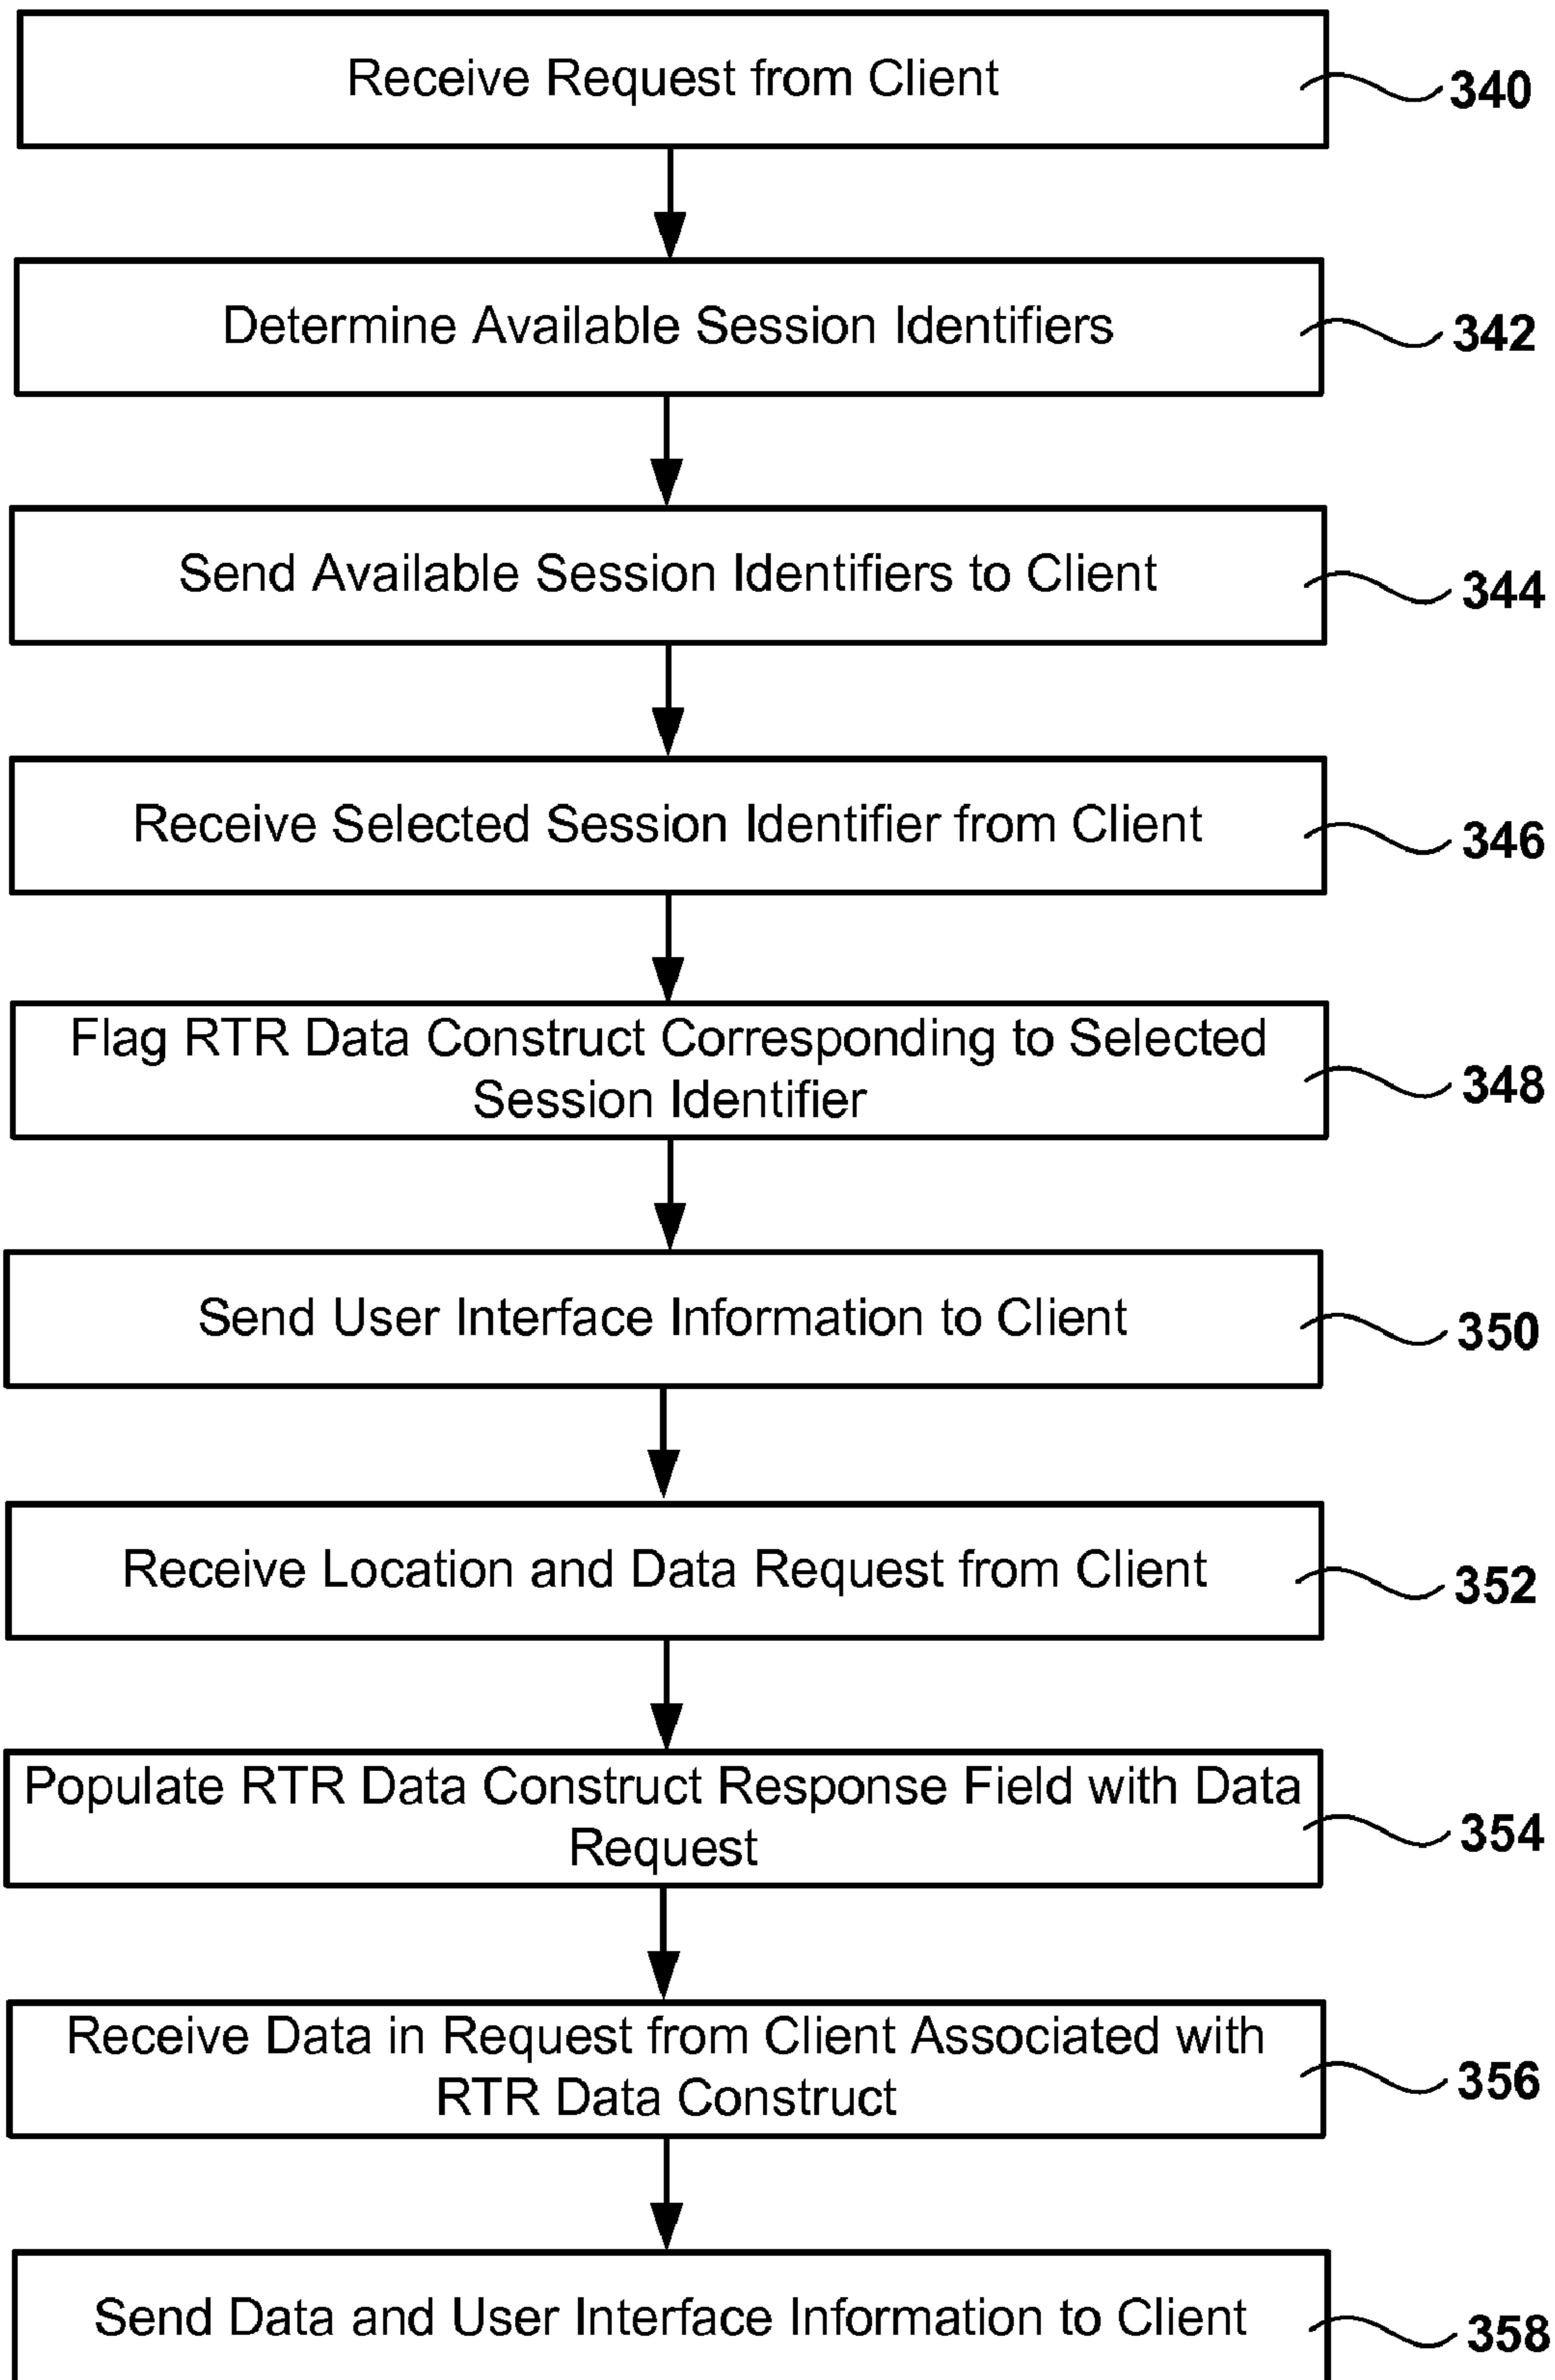 Receive Request from Client
340
Determine Available Session Identifiers
342
Send Available Session Identifiers to Client
344
Receive Selected Session Identifier from Client
346
Flag RTR Data Construct Corresponding to Selected
Session Identifier
348
Send User Interface Information to Client
350
Receive Location and Data Request from Client
352
Populate RTR Data Construct Response Field with Data
Request
354
Receive Data in Request from Client Associated with
RTR Data Construct
356
Send Data and User Interface Information to Client
358